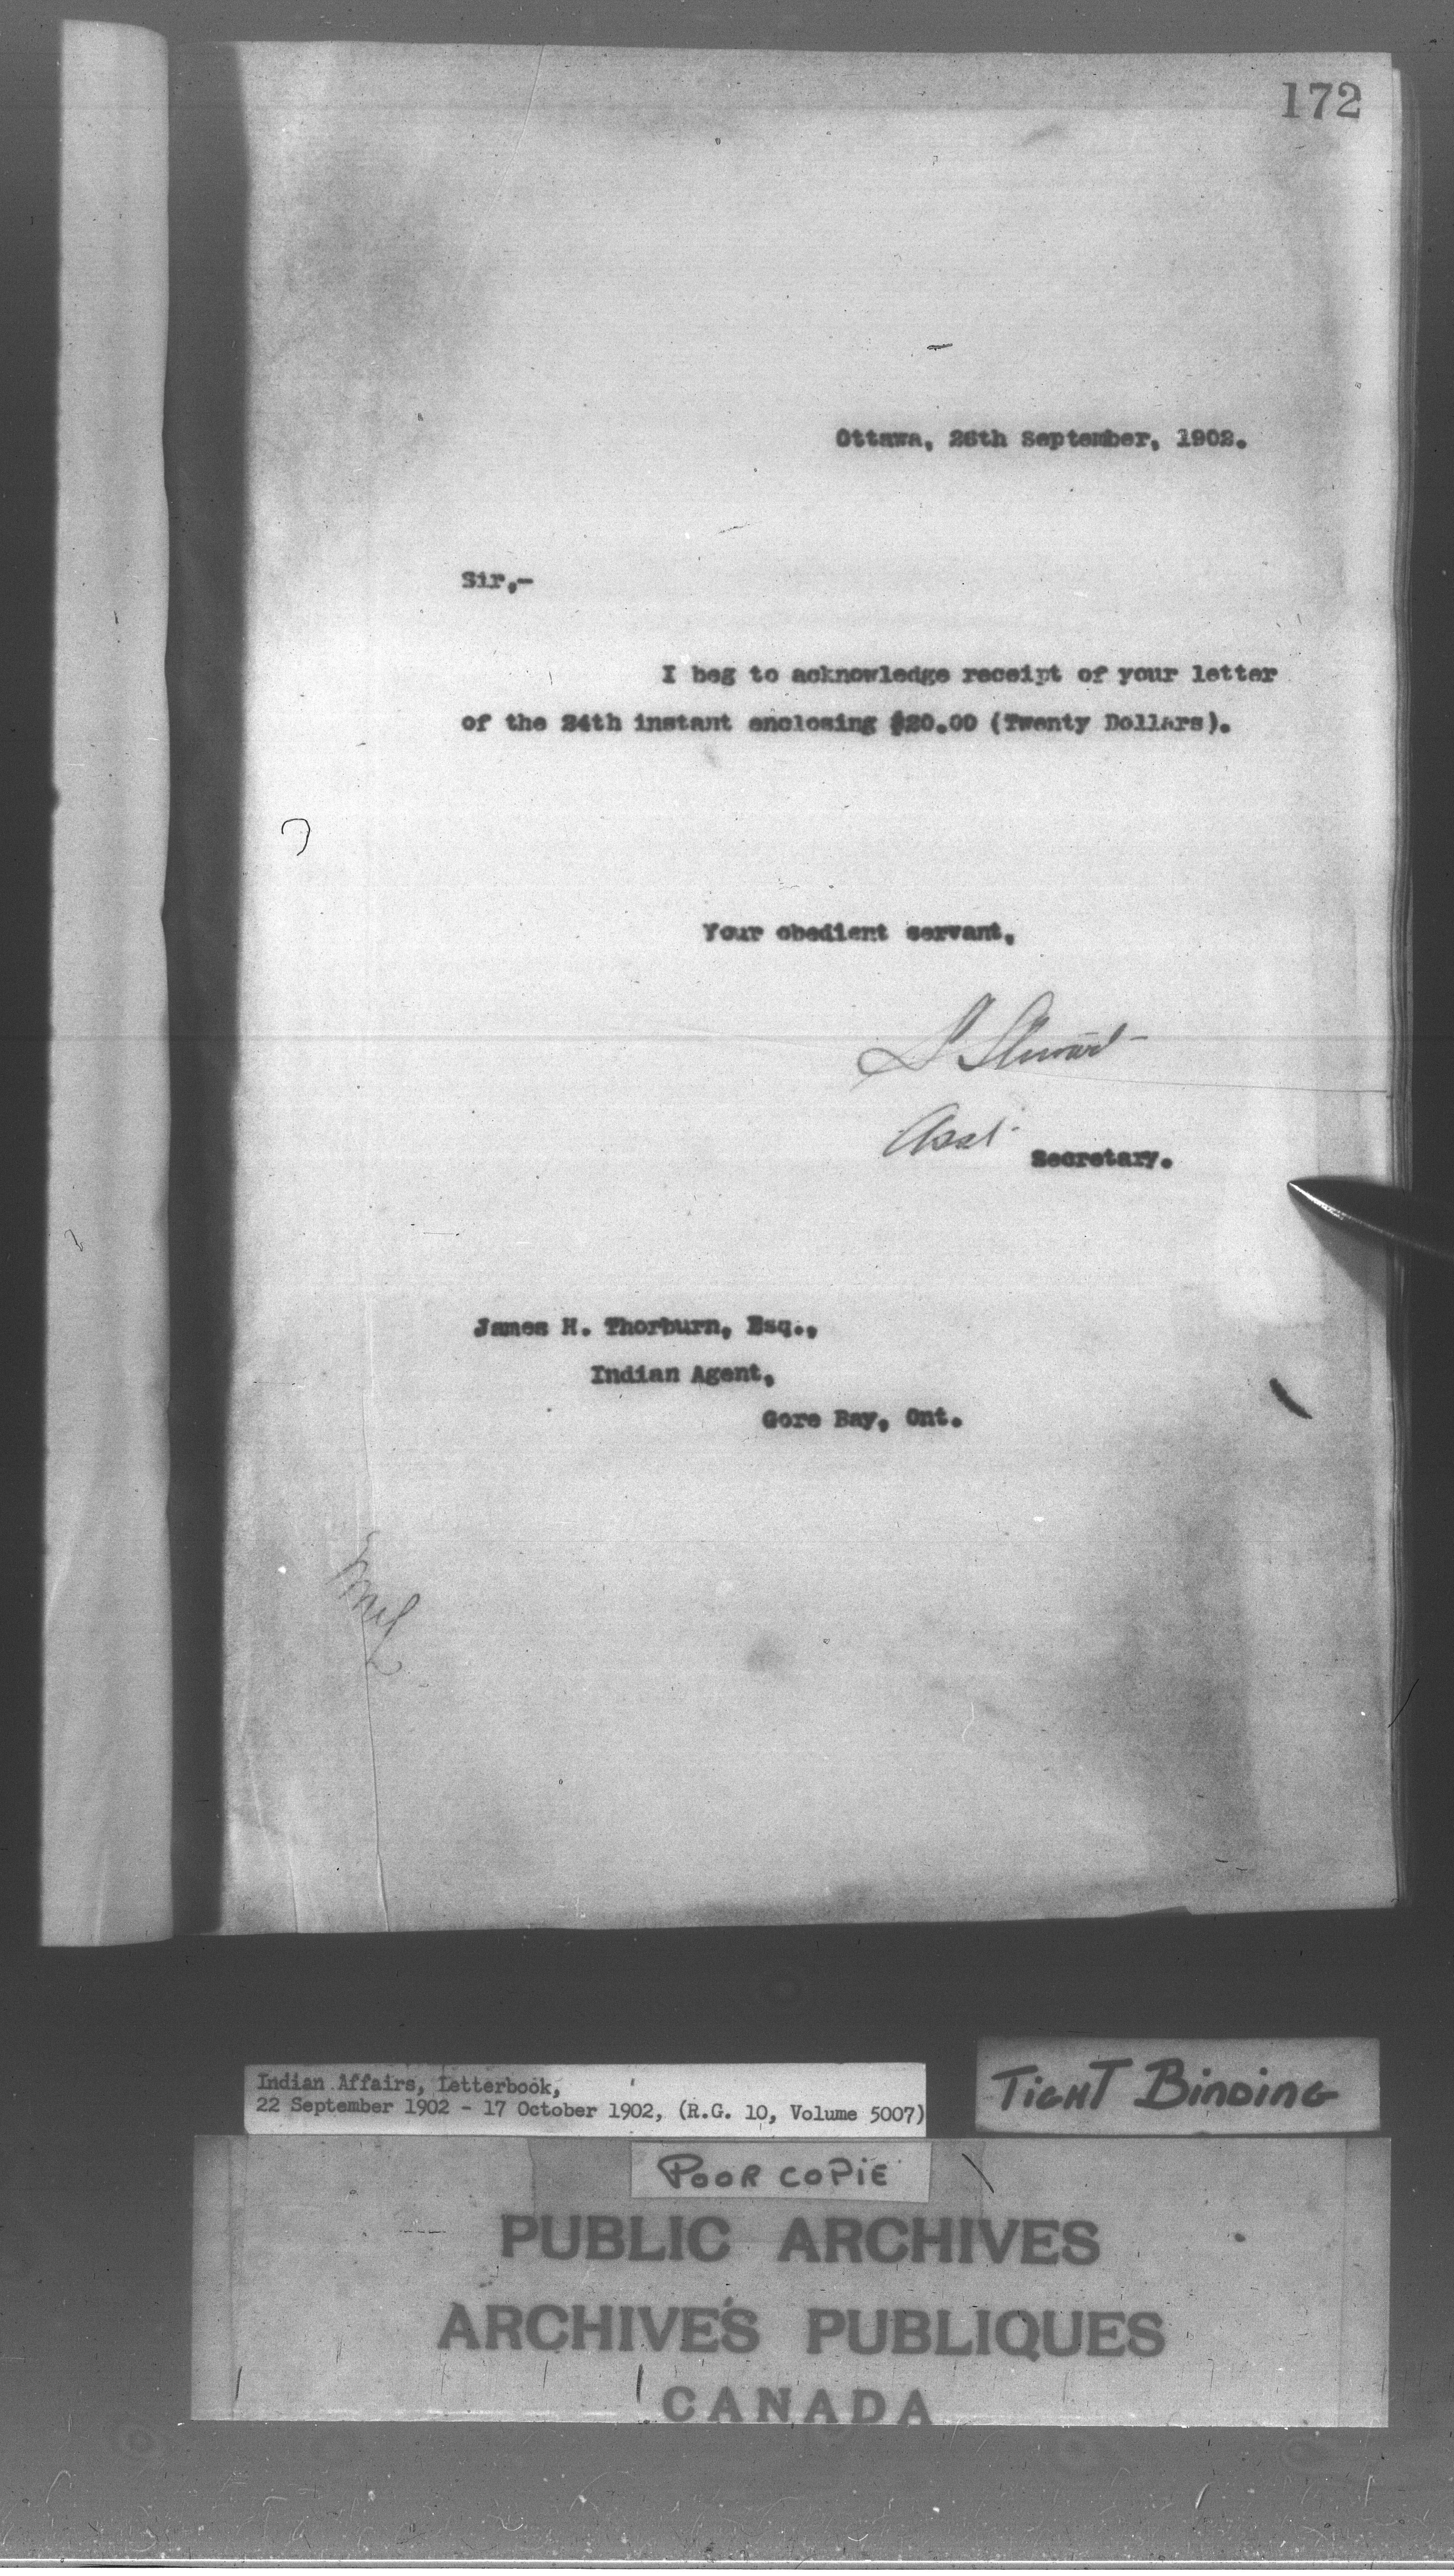 172
Ottawa, 26th September, 1902.
Sir,-
I beg to acknowledge receipt of your letter
of the 24th instant enclosing $20.00 (Twenty Dollars).
Your obedient servant,
S Stewart
Asst.
Secretary.
James H. Thorburn, Esq.,
Indian Agent,
Gore Bay, Ont.
Indian Affairs, Letterbook,
22 September 1902 - 17 October 1902, (R.G. 10, Volume 5007)
TIGHT BINDING
POOR COPIE
PUBLIC ARCHIVES
ARCHIVES PUBLIQUES
CANADA